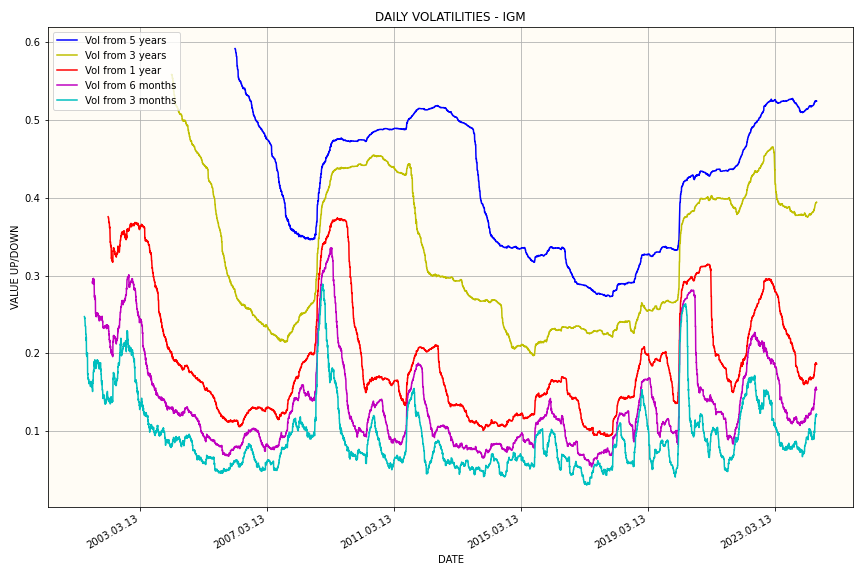 DAILY VOLATILITIES - IGM
Vol from 5 years
Vol from 3 years
Vol from 1 year
Vol from 6 months
Vol from 3 months
0.6
0.5
0.4
0.3
0.2
0.1
VALUE UP/DOWN
2003.03.13
2007.03.13
2011.03.13
2015.03.13
2019.03.13
2023.03.13
DATE